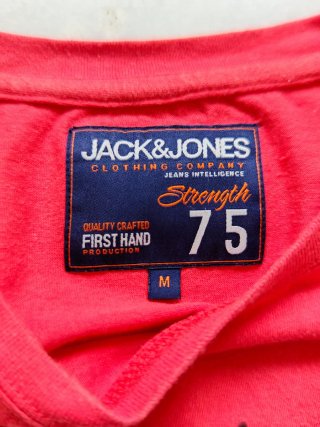 JACK&JONES
CLOTHING COMPANY
JEANS INTELLIGENCE
Strength
QUALITY CRAFTED
FIRST HAND
PRODUCTION
75
M